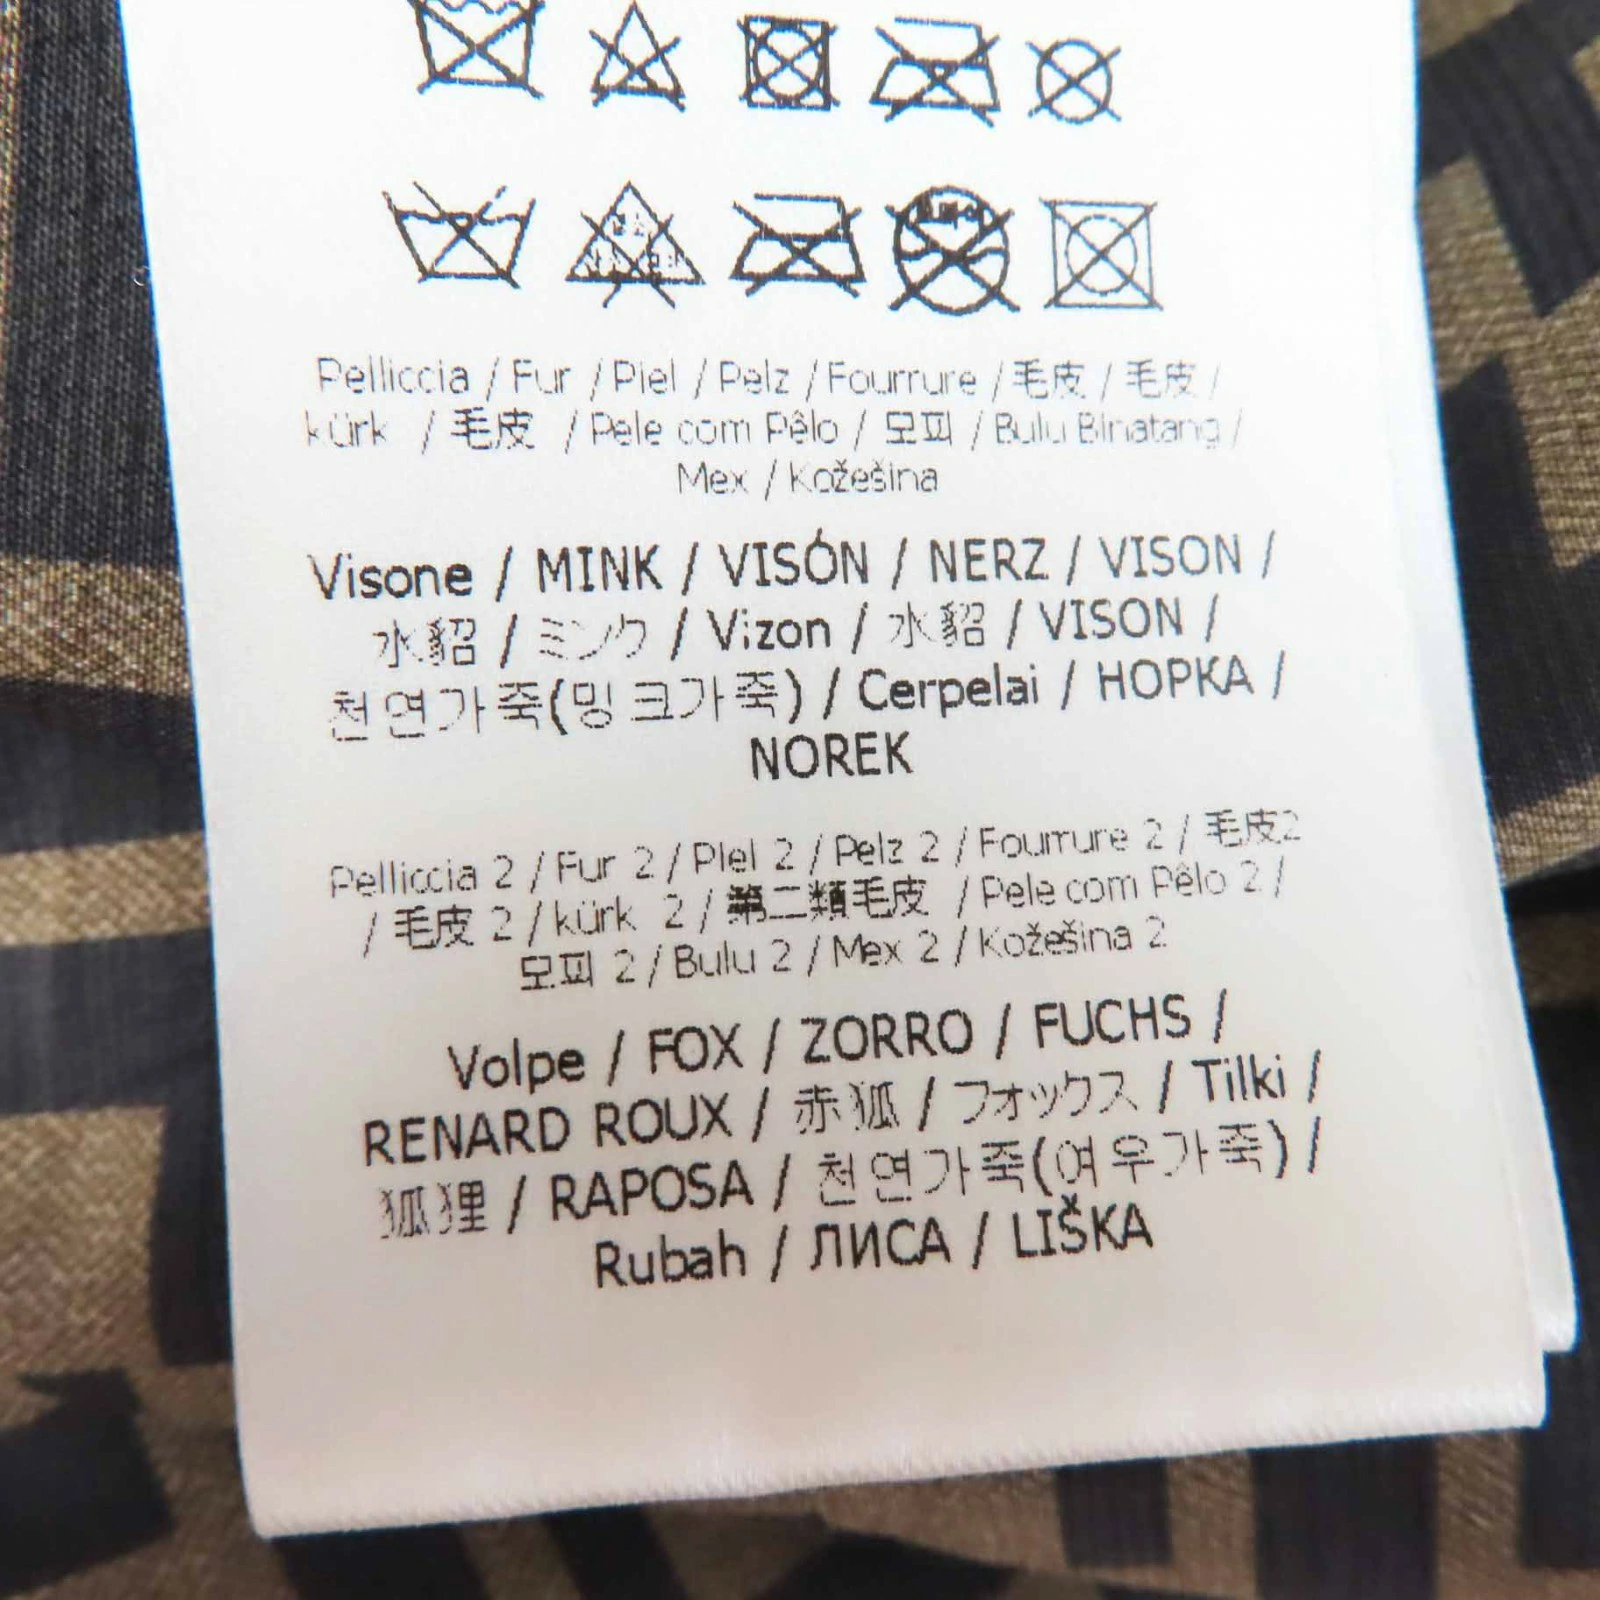 Pelliccia / Fur / Piel / Pelz / Fourrure / 毛皮 / 毛皮 /
kürk / 毛皮 / Pele com Pêlo / 모피 / Bulu BInatang /
Mex / Kožešina
Visone / MINK / VISÓN / NERZ / VISON /
水貂 / ミンク / Vizon / 水貂 / VISON /
천연가죽(밍크가죽) / Cerpelai / НОРКА /
NOREK
Pelliccia 2 / Fur 2 / PIel 2 / Pelz 2 / Fourrure 2 / 毛皮2
/ 毛皮 2 / kürk 2 / 第二類毛皮 / Pele com Pêlo 2 /
모피 2 / Bulu 2 / Mex 2 / Kožešina 2
Volpe / FOX / ZORRO / FUCHS /
RENARD ROUX / 赤狐 / フォックス / Tilki /
狐狸 / RAPOSA / 천연가죽(여우가죽) /
Rubah / ЛИСА / LIŠKA